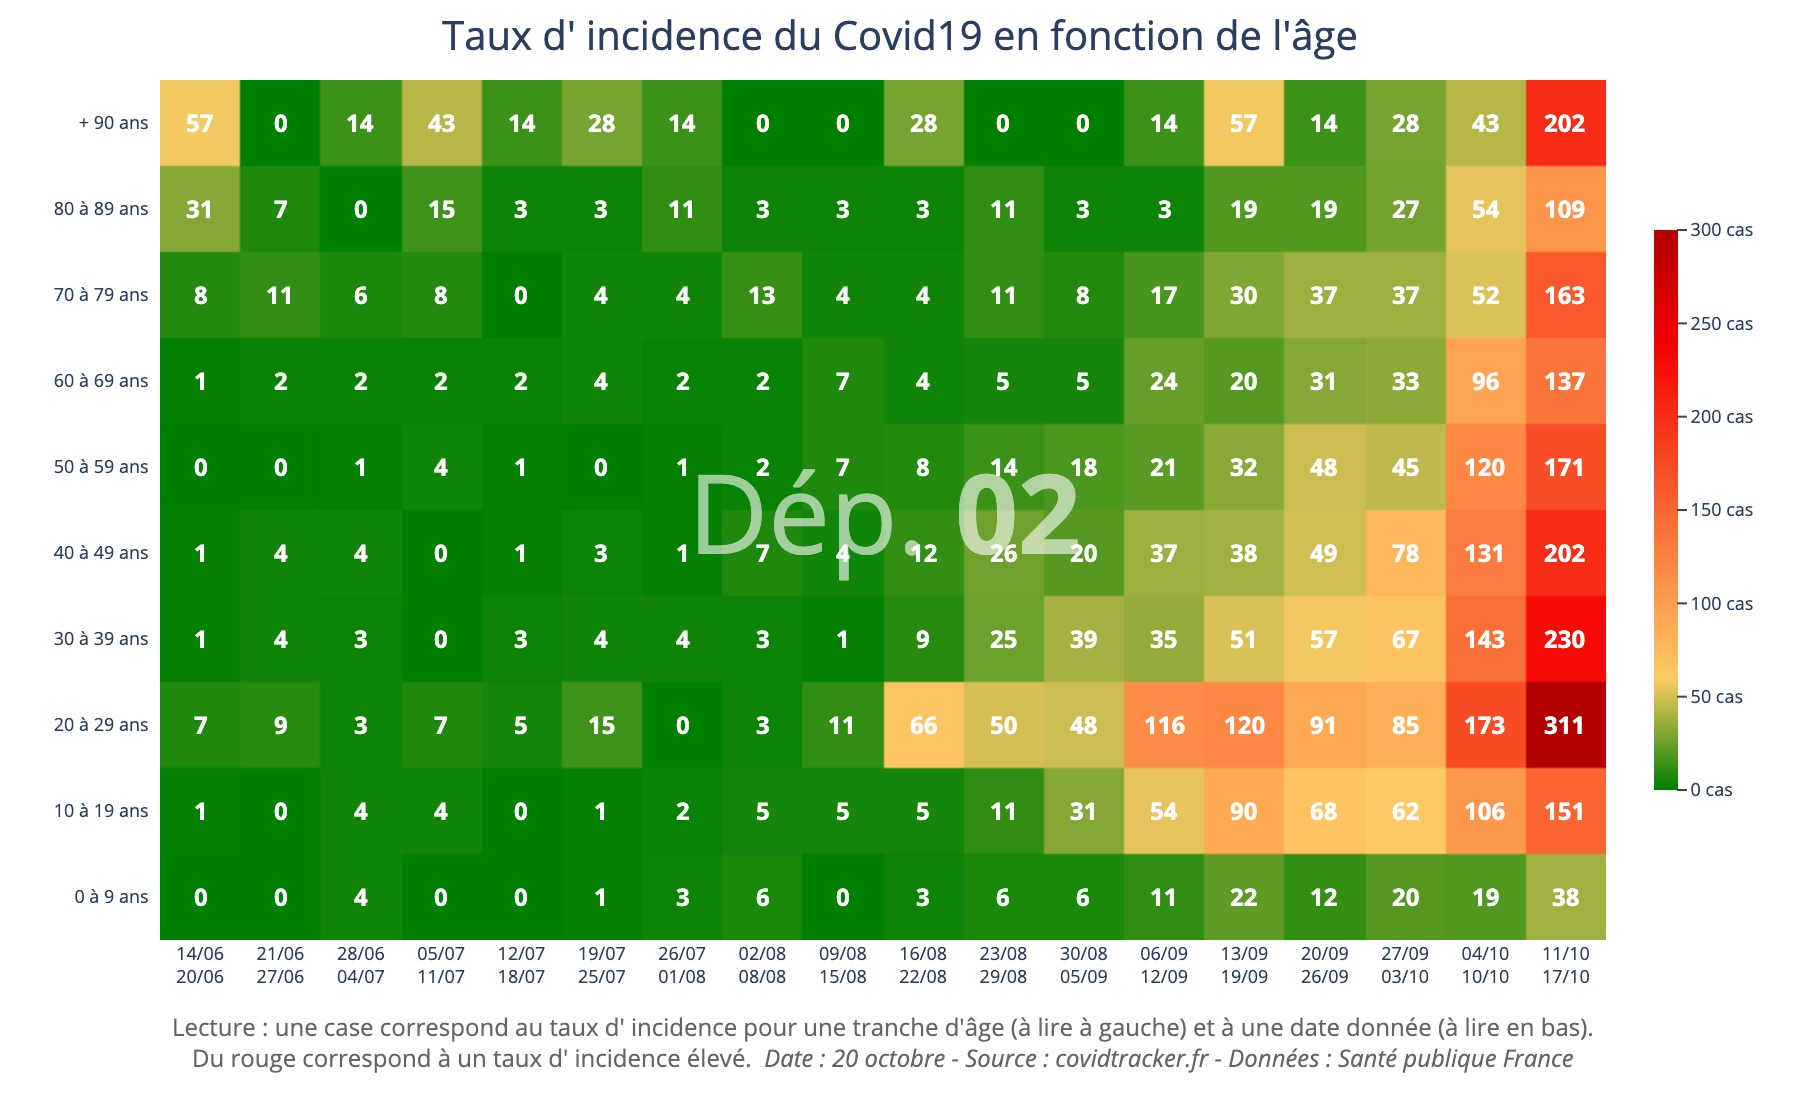 Taux d' incidence du Covid19 en fonction de l'âge
+ 90 ans 57 0 14 43 14 28 14 0 0 28 0 0 14 57 14 28 43 202
80 à 89 ans 31 7 0 15 3 3 11 3 3 3 11 3 3 19 19 27 54 109
70 à 79 ans 8 11 6 8 0 4 4 13 4 4 11 8 17 30 37 37 52 163
60 à 69 ans 1 2 2 2 2 4 2 2 7 4 5 5 24 20 31 33 96 137
50 à 59 ans 0 0 1 4 1 0 1 2 7 8 14 18 21 32 48 45 120 171
Dép. 02
40 à 49 ans 1 4 4 0 1 3 1 7 4 12 26 20 37 38 49 78 131 202
30 à 39 ans 1 4 3 0 3 4 4 3 1 9 25 39 35 51 57 67 143 230
20 à 29 ans 7 9 3 7 5 15 0 3 11 66 50 48 116 120 91 85 173 311
10 à 19 ans 1 0 4 4 0 1 2 5 5 5 11 31 54 90 68 62 106 151
0 à 9 ans 0 0 4 0 0 1 3 6 0 3 6 6 11 22 12 20 19 38
14/06 21/06 28/06 05/07 12/07 19/07 26/07 02/08 09/08 16/08 23/08 30/08 06/09 13/09 20/09 27/09 04/10 11/10
20/06 27/06 04/07 11/07 18/07 25/07 01/08 08/08 15/08 22/08 29/08 05/09 12/09 19/09 26/09 03/10 10/10 17/10
300 cas
250 cas
200 cas
150 cas
100 cas
50 cas
0 cas
Lecture : une case correspond au taux d' incidence pour une tranche d'âge (à lire à gauche) et à une date donnée (à lire en bas).
Du rouge correspond à un taux d' incidence élevé. Date : 20 octobre - Source : covidtracker.fr - Données : Santé publique France